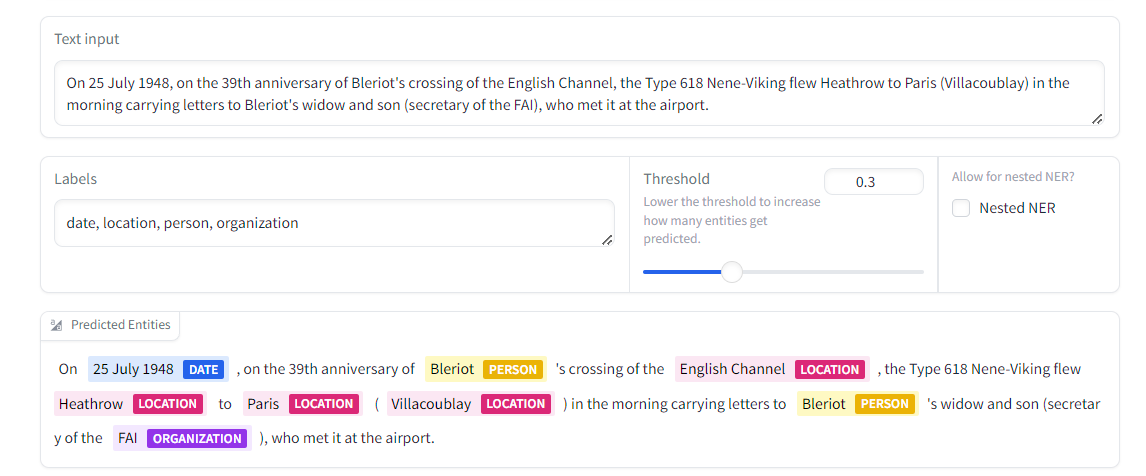 Text input
On 25 July 1948, on the 39th anniversary of Bleriot's crossing of the English Channel, the Type 618 Nene-Viking flew Heathrow to Paris (Villacoublay) in the
morning carrying letters to Bleriot's widow and son (secretary of the FAI), who met it at the airport.
Labels
date, location, person, organization
Threshold
0.3
Lower the threshold to increase
how many entities get
predicted.
Allow for nested NER?
Nested NER
Predicted Entities
On 25 July 1948 DATE , on the 39th anniversary of Bleriot PERSON 's crossing of the English Channel LOCATION , the Type 618 Nene-Viking flew
Heathrow LOCATION to Paris LOCATION ( Villacoublay LOCATION ) in the morning carrying letters to Bleriot PERSON 's widow and son (secretar
y of the FAI ORGANIZATION ), who met it at the airport.